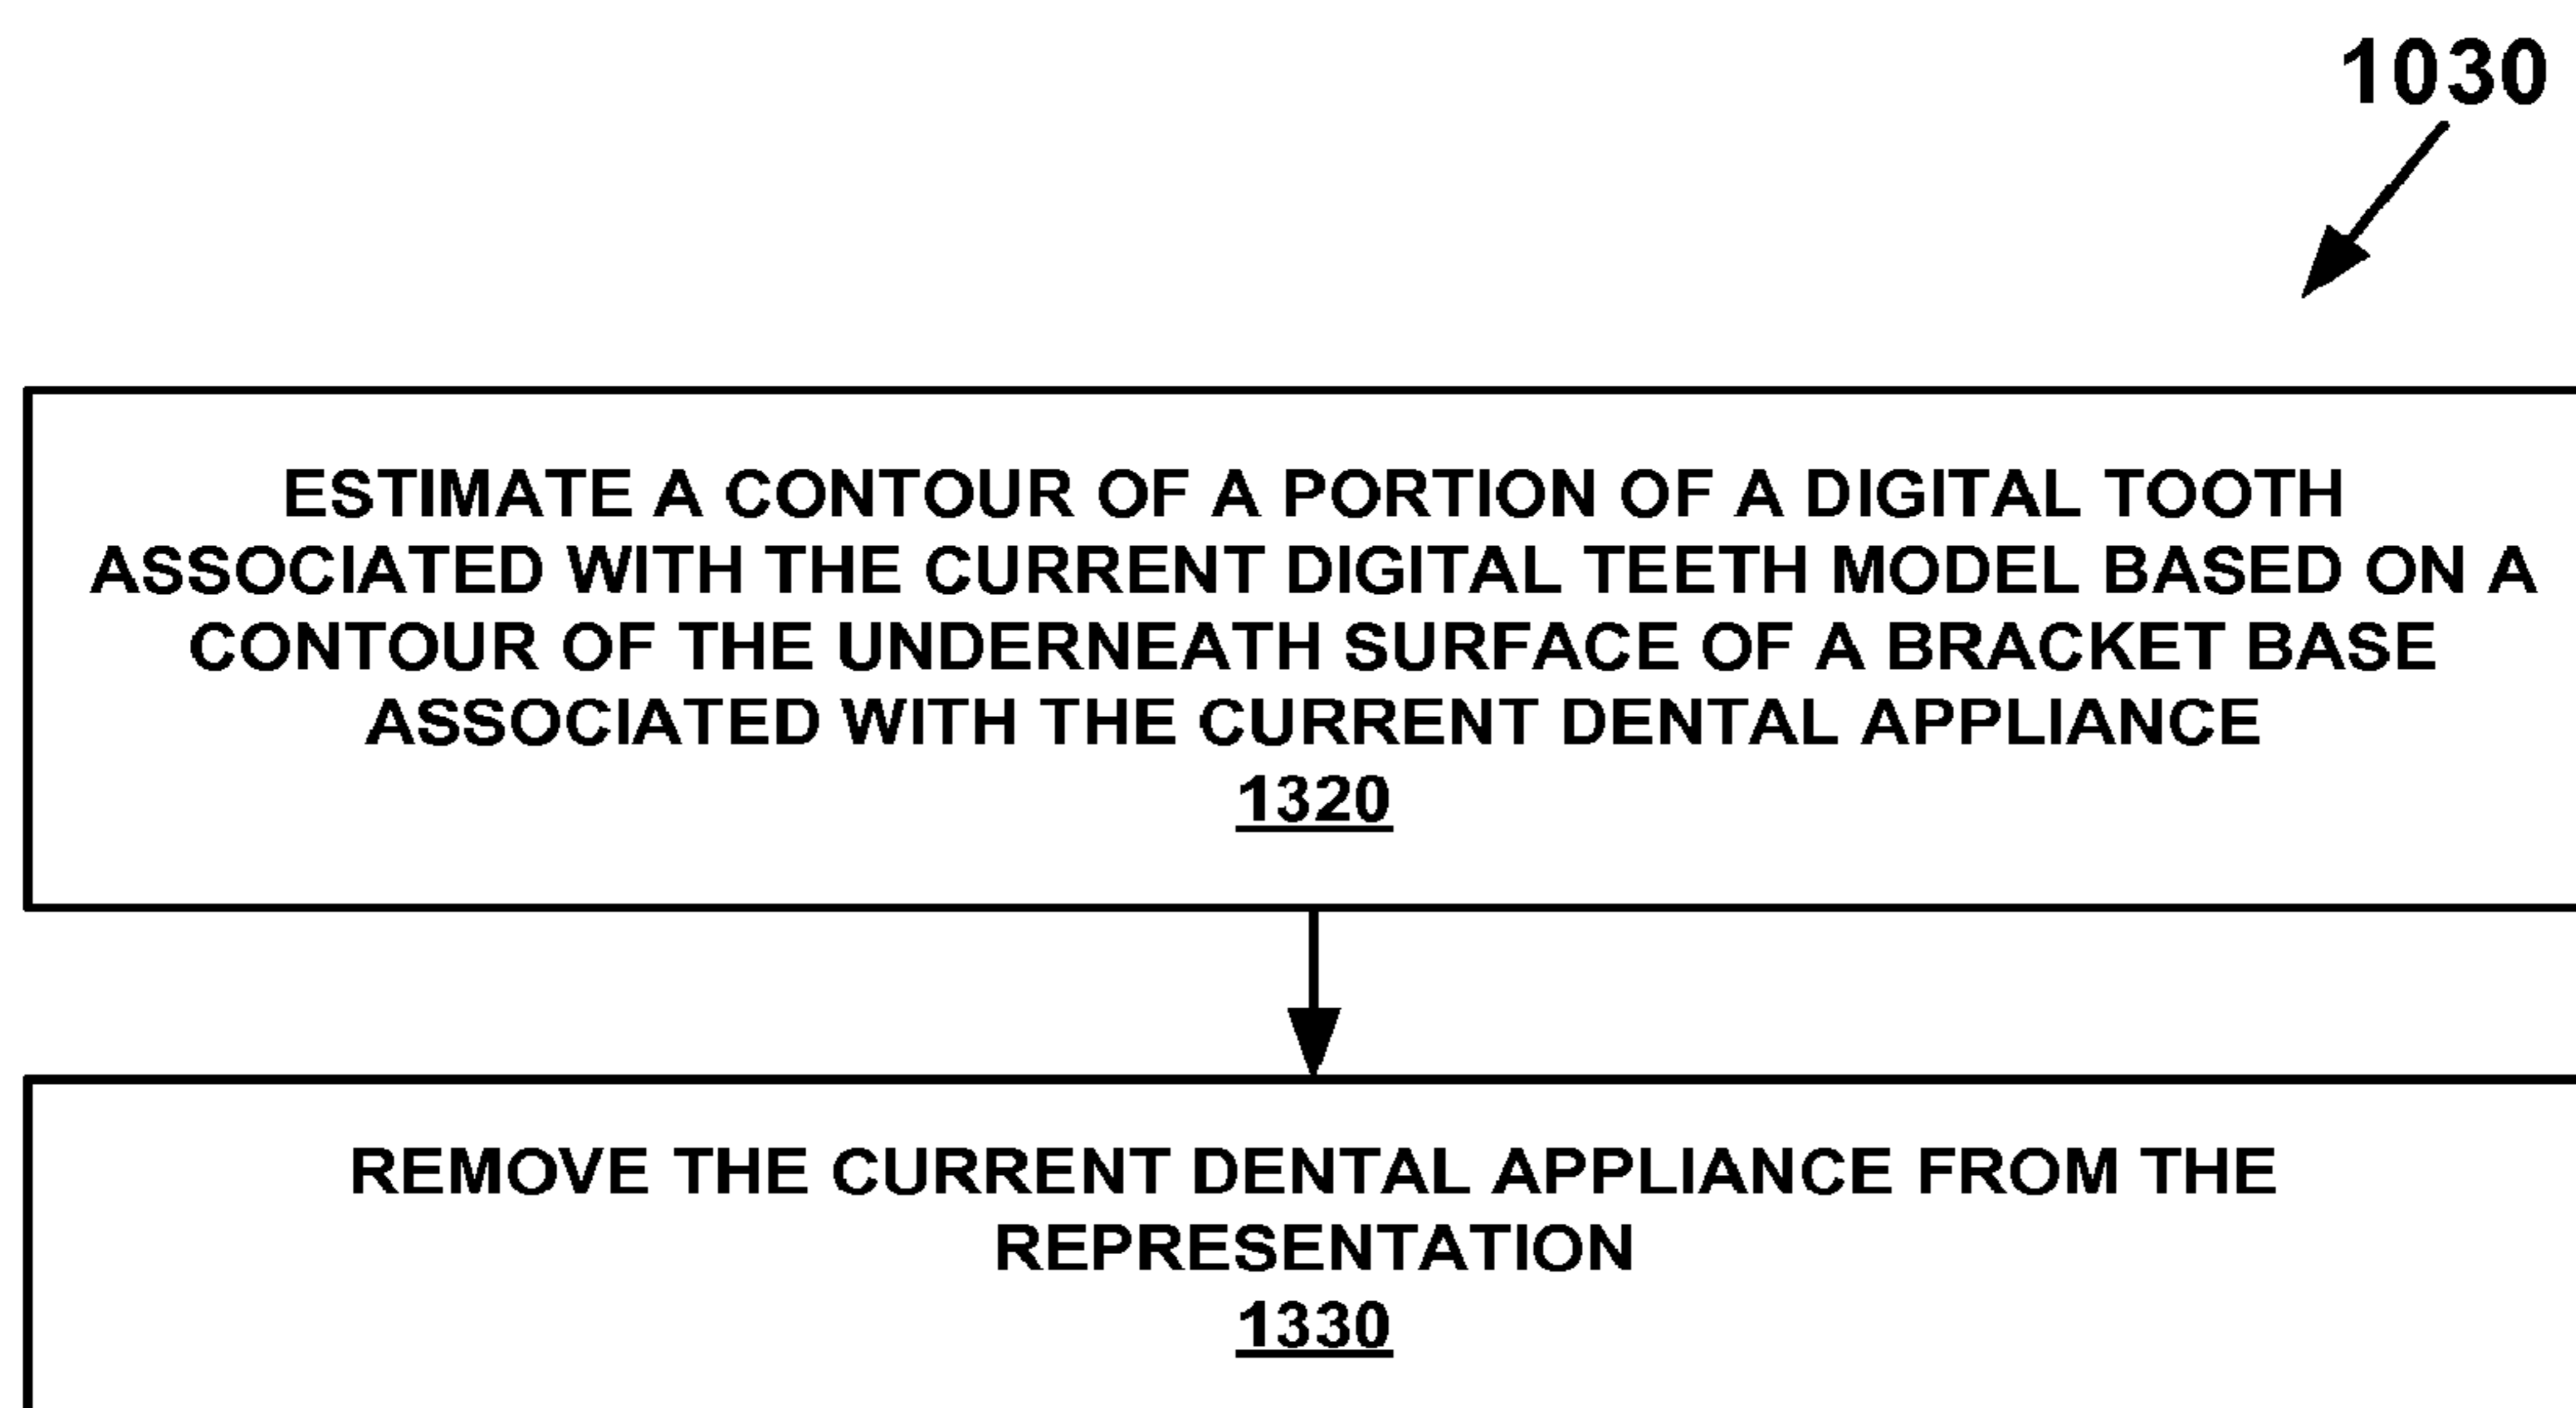 1030
ESTIMATE A CONTOUR OF A PORTION OF A DIGITAL TOOTH
ASSOCIATED WITH THE CURRENT DIGITAL TEETH MODEL BASED ON A
CONTOUR OF THE UNDERNEATH SURFACE OF A BRACKET BASE
ASSOCIATED WITH THE CURRENT DENTAL APPLIANCE
1320
REMOVE THE CURRENT DENTAL APPLIANCE FROM THE
REPRESENTATION
1330